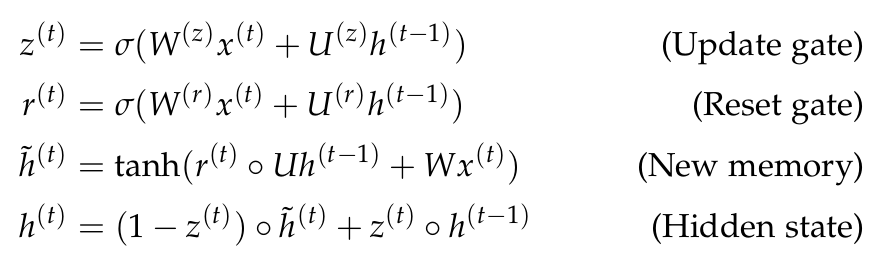 z^(t) = σ(W^(z)x^(t) + U^(z)h^(t−1)) (Update gate)
r^(t) = σ(W^(r)x^(t) + U^(r)h^(t−1)) (Reset gate)
h̃^(t) = tanh(r^(t) ∘ Uh^(t−1) + Wx^(t)) (New memory)
h^(t) = (1 − z^(t)) ∘ h̃^(t) + z^(t) ∘ h^(t−1) (Hidden state)